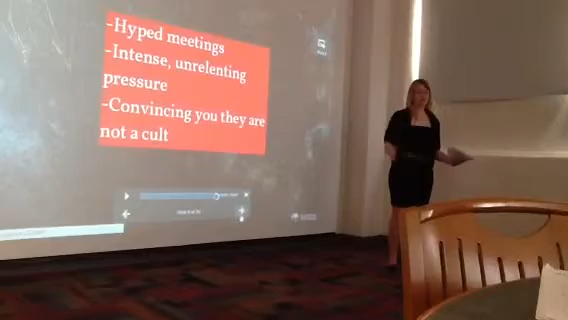 -Hyped meetings
-Intense, unrelenting
pressure
-Convincing you they are
not a cult